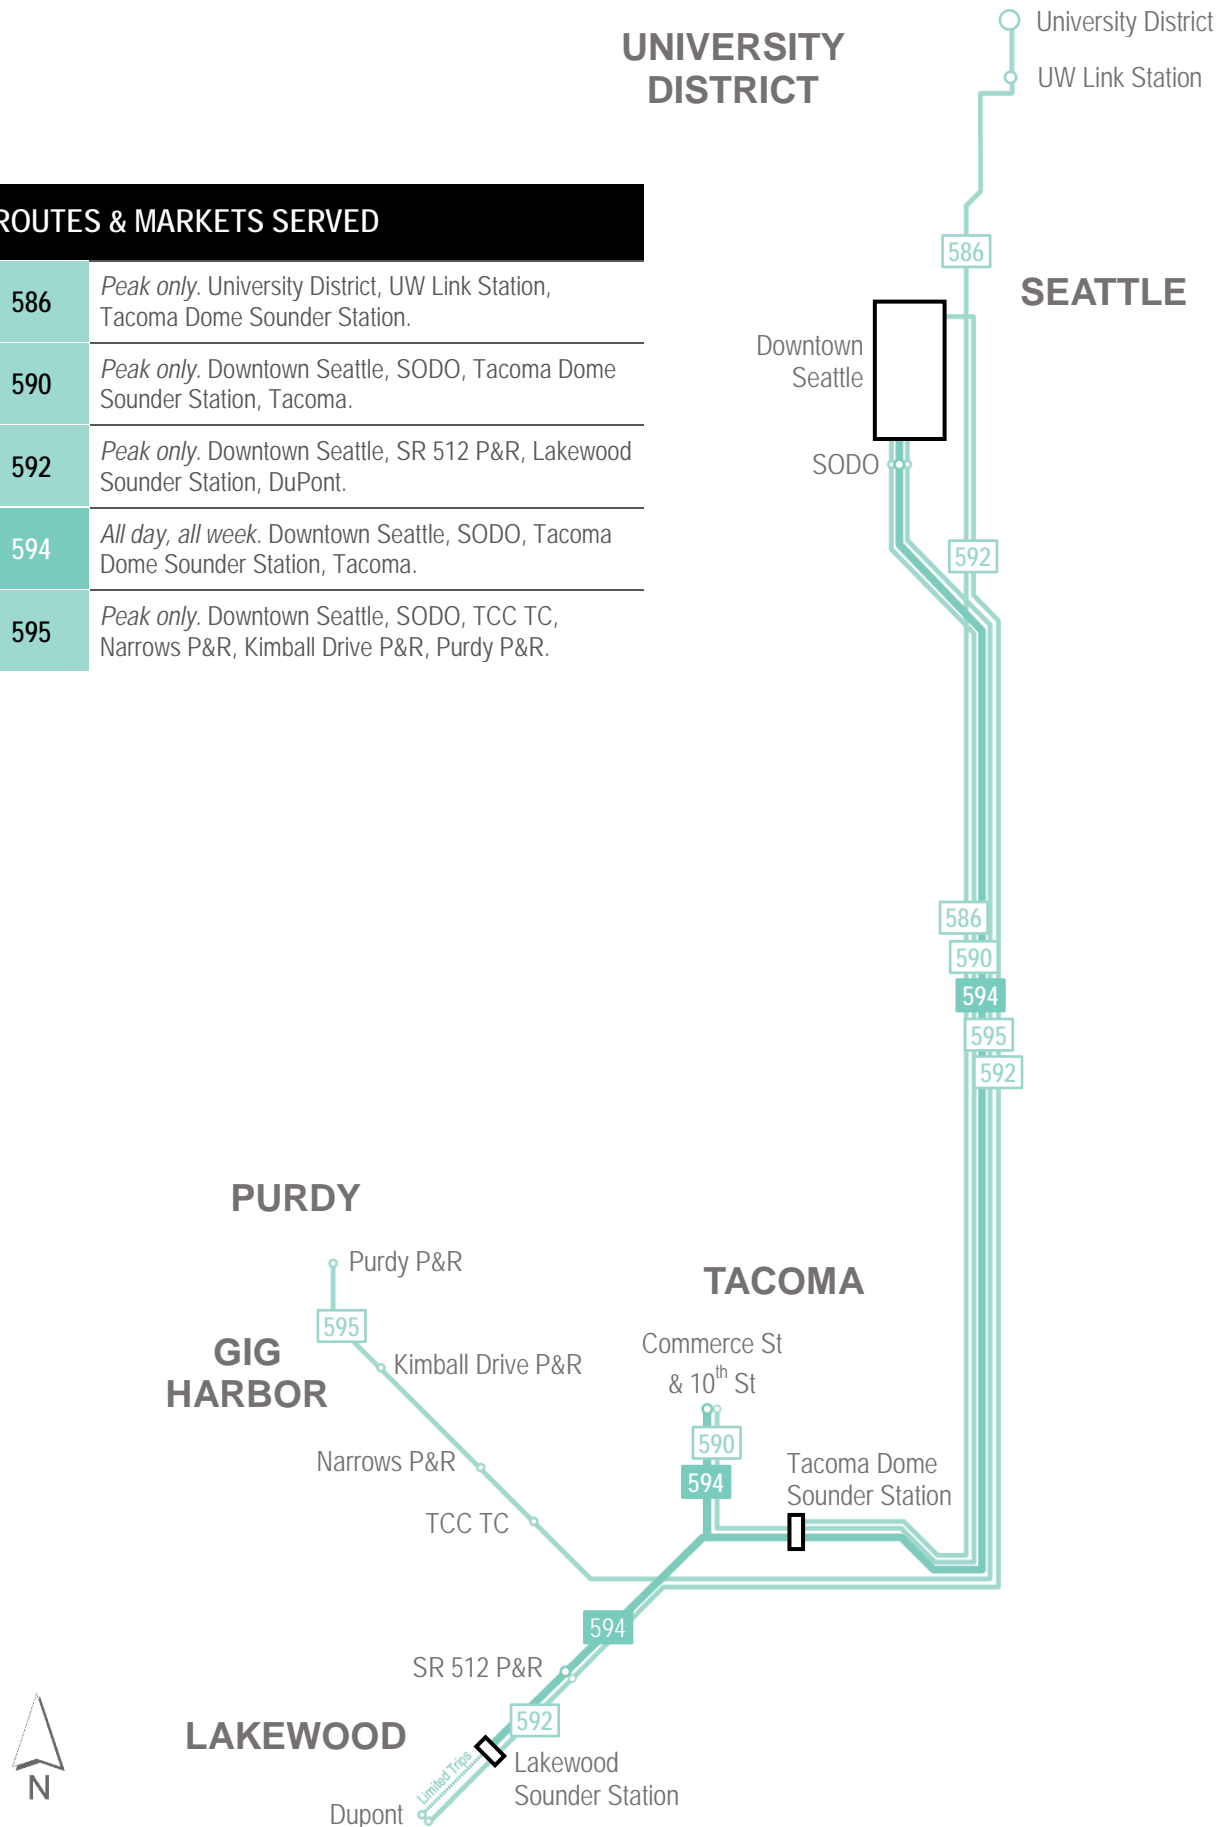 University District
UNIVERSITY
DISTRICT
UW Link Station
ROUTES & MARKETS SERVED
586
Peak only. University District, UW Link Station,
Tacoma Dome Sounder Station.
590
Peak only. Downtown Seattle, SODO, Tacoma Dome
Sounder Station, Tacoma.
592
Peak only. Downtown Seattle, SR 512 P&R, Lakewood
Sounder Station, DuPont.
594
All day, all week. Downtown Seattle, SODO, Tacoma
Dome Sounder Station, Tacoma.
595
Peak only. Downtown Seattle, SODO, TCC TC,
Narrows P&R, Kimball Drive P&R, Purdy P&R.
586
SEATTLE
Downtown
Seattle
SODO
592
586
590
594
595
592
PURDY
Purdy P&R
595
GIG
HARBOR
Kimball Drive P&R
Narrows P&R
TCC TC
TACOMA
Commerce St
& 10th St
590
594
Tacoma Dome
Sounder Station
594
SR 512 P&R
592
LAKEWOOD
Limited Trips
Lakewood
Sounder Station
Dupont
N